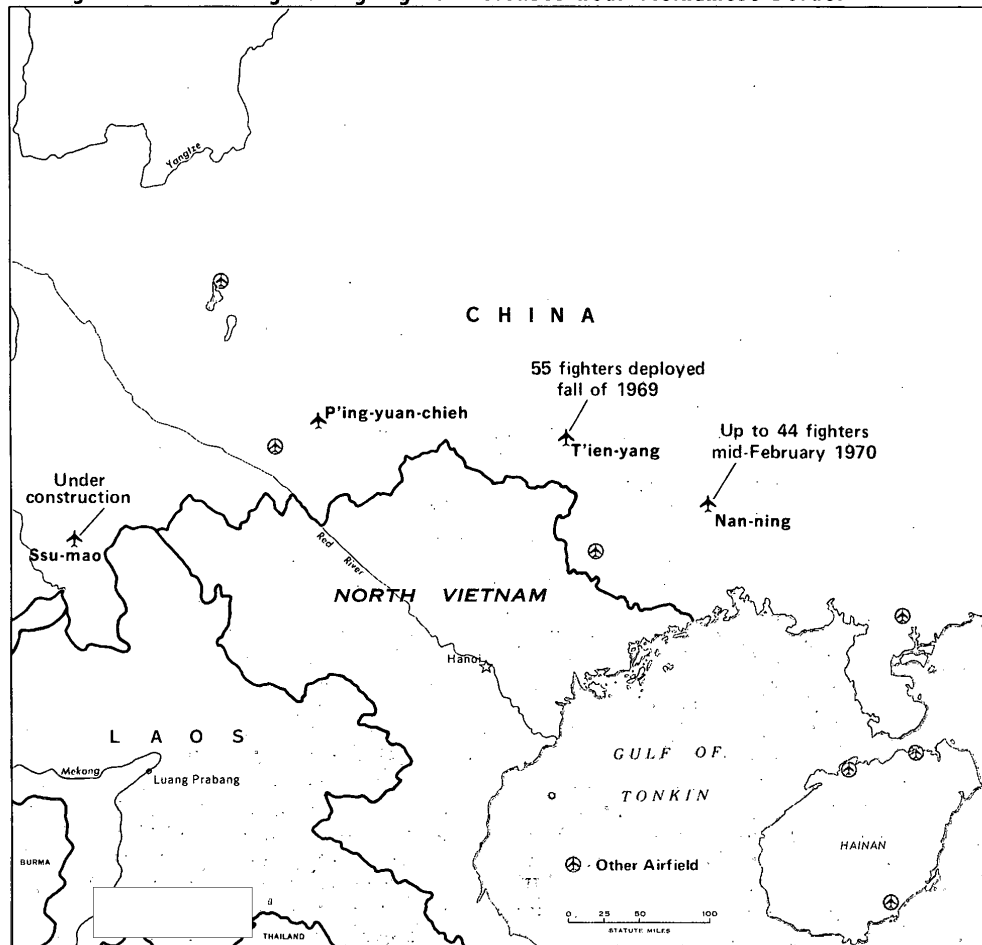 Yangtze
CHINA
55 fighters deployed
fall of 1969
P'ing-yuan-chieh
T'ien-yang
Up to 44 fighters
mid-February 1970
Nan-ning
Under
construction
Ssu-mao
Red
River
NORTH VIETNAM
Hanoi
LAOS
Mekong
Luang Prabang
GULF OF
TONKIN
HAINAN
BURMA
Other Airfield
0 25 50 100
STATUTE MILES
THAILAND